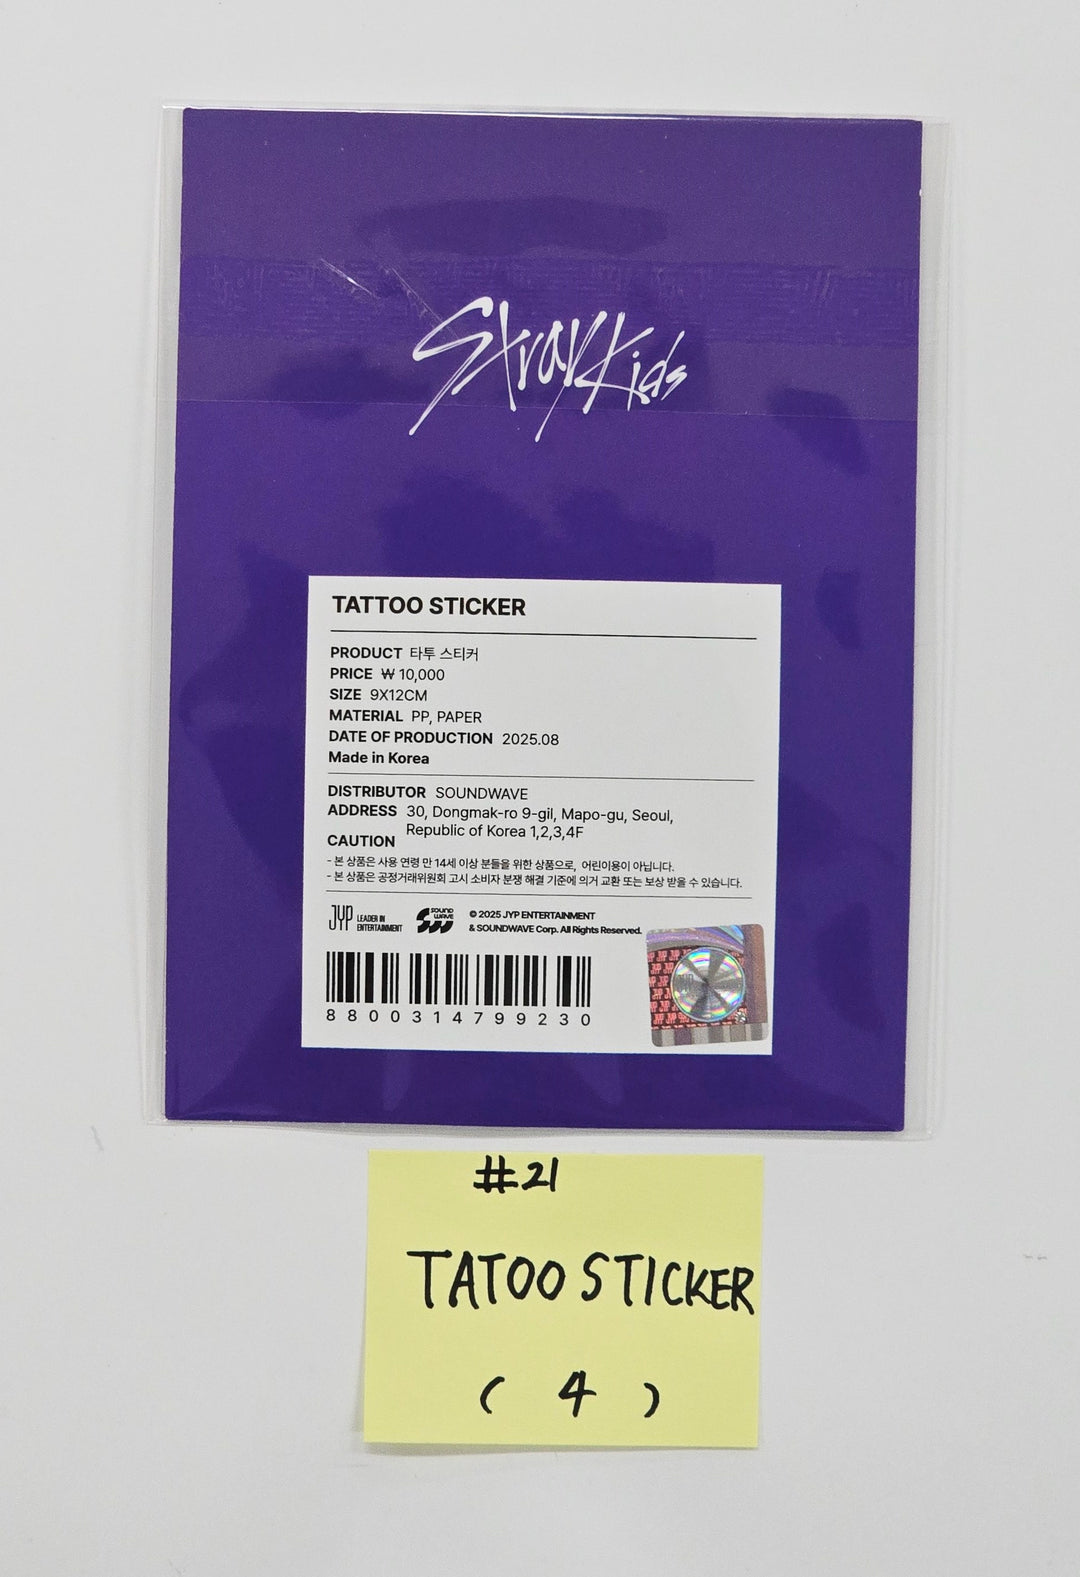 Stray Kids
TATTOO STICKER
PRODUCT 타투 스티커
PRICE ₩ 10,000
SIZE 9X12CM
MATERIAL PP, PAPER
DATE OF PRODUCTION 2025.08
Made in Korea
DISTRIBUTOR SOUNDWAVE
ADDRESS 30, Dongmak-ro 9-gil, Mapo-gu, Seoul,
Republic of Korea 1,2,3,4F
CAUTION
- 본 상품은 사용 연령 만 14세 이상 분들을 위한 상품으로, 어린이용이 아닙니다.
- 본 상품은 공정거래위원회 고시 소비자 분쟁 해결 기준에 의거 교환 또는 보상 받을 수 있습니다.
JYP LEADER IN
ENTERTAINMENT
SOUND
WAVE
© 2025 JYP ENTERTAINMENT
& SOUNDWAVE Corp. All Rights Reserved.
8800314799230
#21
TATOO STICKER
( 4 )